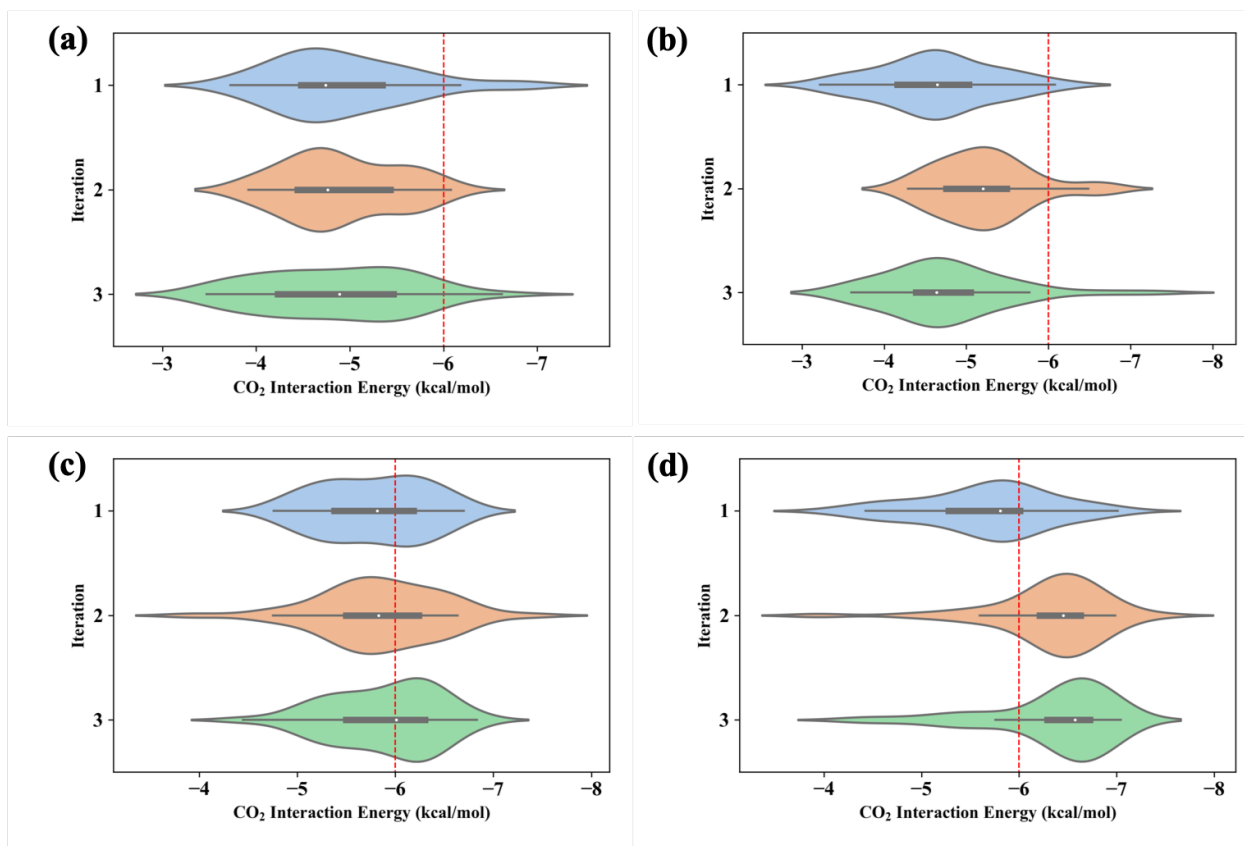 (a)
1
2
3
Iteration
−3 −4 −5 −6 −7
CO₂ Interaction Energy (kcal/mol)
(b)
1
2
3
Iteration
−3 −4 −5 −6 −7 −8
CO₂ Interaction Energy (kcal/mol)
(c)
1
2
3
Iteration
−4 −5 −6 −7 −8
CO₂ Interaction Energy (kcal/mol)
(d)
1
2
3
Iteration
−4 −5 −6 −7 −8
CO₂ Interaction Energy (kcal/mol)